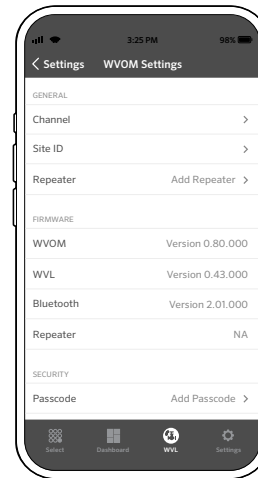 3:25 PM 98%
Settings WVOM Settings
GENERAL
Channel
Site ID
Repeater Add Repeater
FIRMWARE
WVOM Version 0.80.000
WVL Version 0.43.000
Bluetooth Version 2.01.000
Repeater NA
SECURITY
Passcode Add Passcode
Select Dashboard WVL Settings